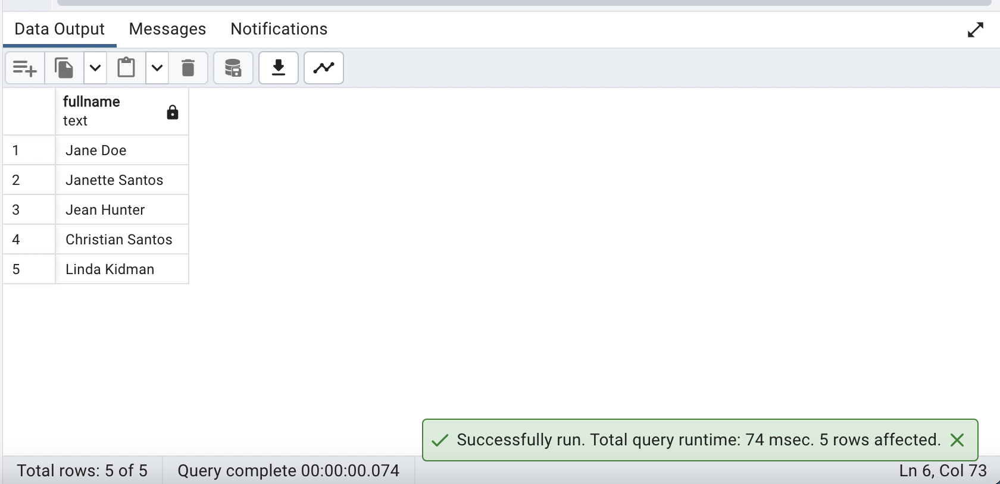 Data Output Messages Notifications
fullname
text
1 Jane Doe
2 Janette Santos
3 Jean Hunter
4 Christian Santos
5 Linda Kidman
Successfully run. Total query runtime: 74 msec. 5 rows affected.
Total rows: 5 of 5 Query complete 00:00:00.074 Ln 6, Col 73